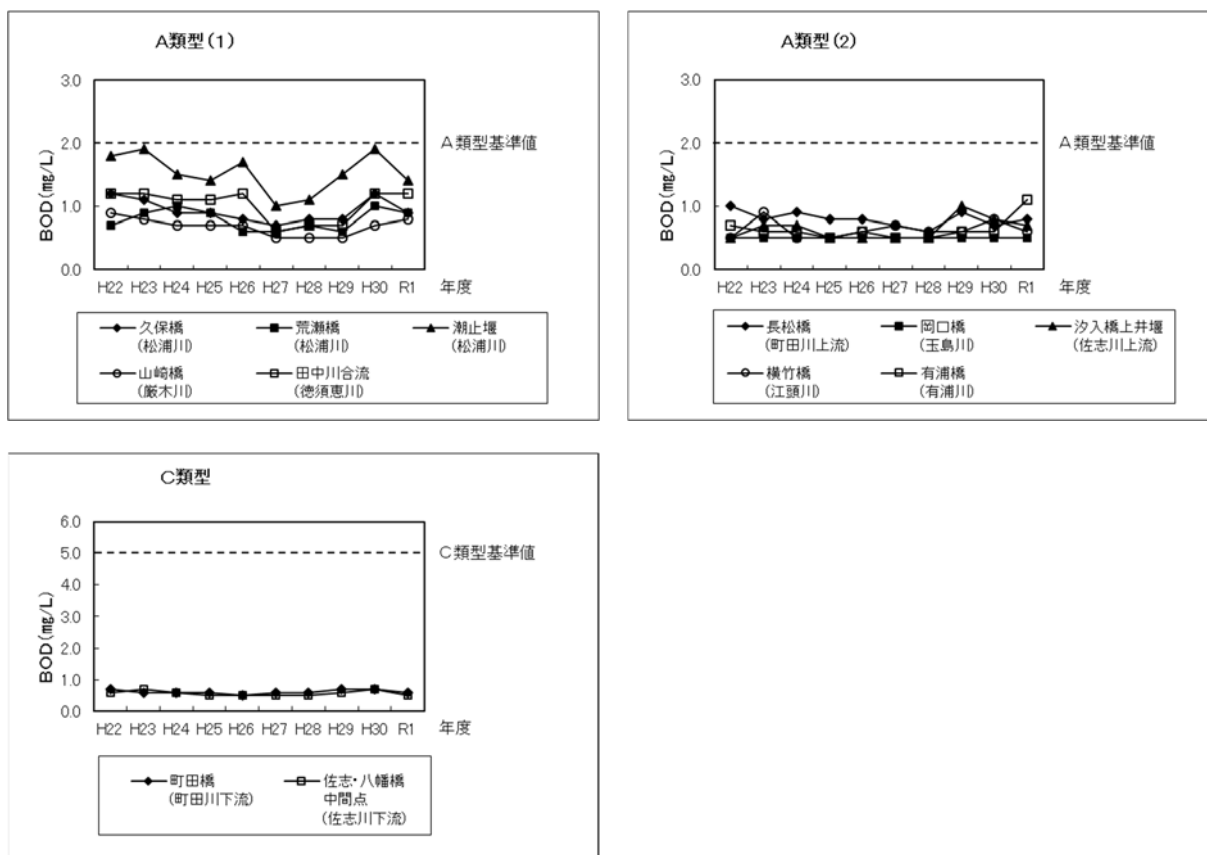 A類型(1)
3.0
2.0
1.0
0.0
BOD(㎎/L)
A類型基準値
H22 H23 H24 H25 H26 H27 H28 H29 H30 R1
年度
久保橋
(松浦川)
荒瀬橋
(松浦川)
潮止堰
(松浦川)
山崎橋
(厳木川)
田中川合流
(徳須恵川)
A類型(2)
3.0
2.0
1.0
0.0
BOD(㎎/L)
A類型基準値
H22 H23 H24 H25 H26 H27 H28 H29 H30 R1
年度
長松橋
(町田川上流)
岡口橋
(玉島川)
汐入橋上井堰
(佐志川上流)
横竹橋
(江頭川)
有浦橋
(有浦川)
C類型
6.0
5.0
4.0
3.0
2.0
1.0
0.0
BOD(㎎/L)
C類型基準値
H22 H23 H24 H25 H26 H27 H28 H29 H30 R1
年度
町田橋
(町田川下流)
佐志・八幡橋
中間点
(佐志川下流)